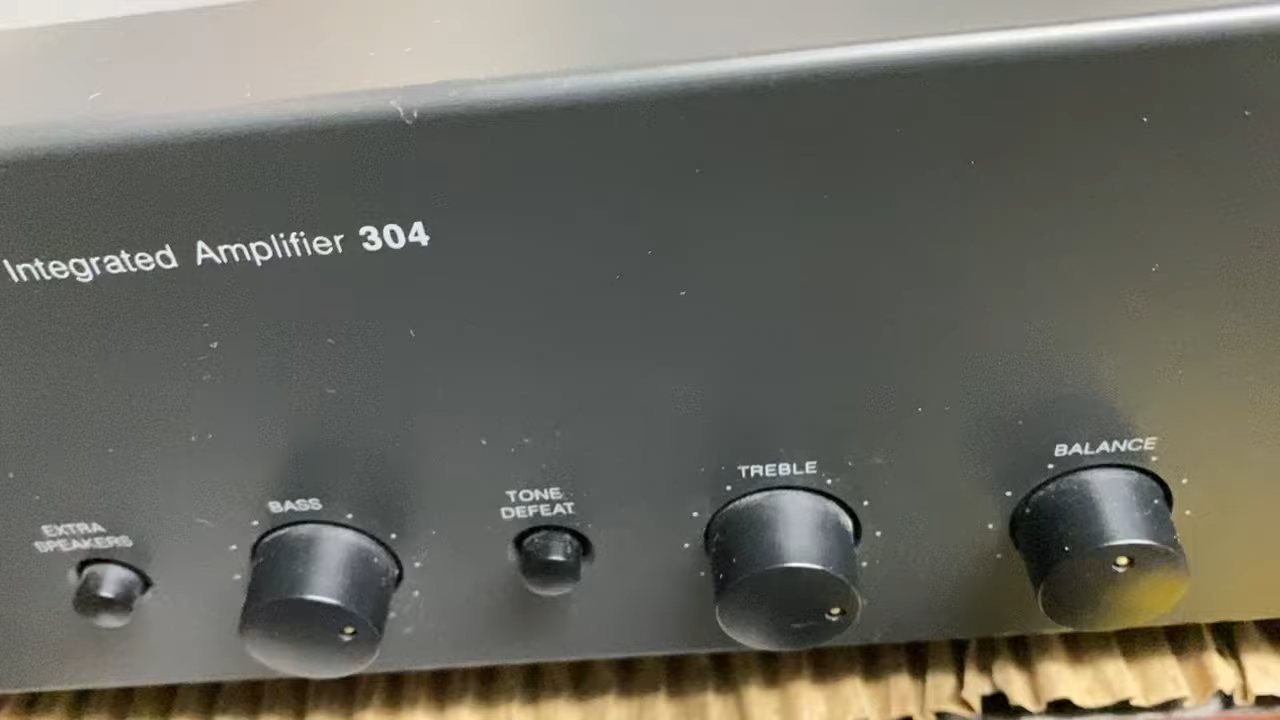 Integrated Amplifier 304
EXTRA
SPEAKERS
BASS
TONE
DEFEAT
TREBLE
BALANCE